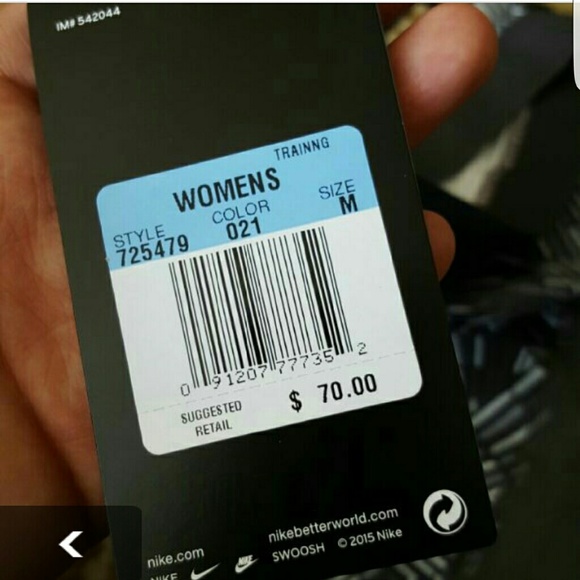 IM# 542044
TRAINNG
WOMENS
STYLE COLOR SIZE
725479 021 M
0 91207 77735 2
SUGGESTED
RETAIL
$ 70.00
nike.com nikebetterworld.com
NIKE SWOOSH © 2015 Nike